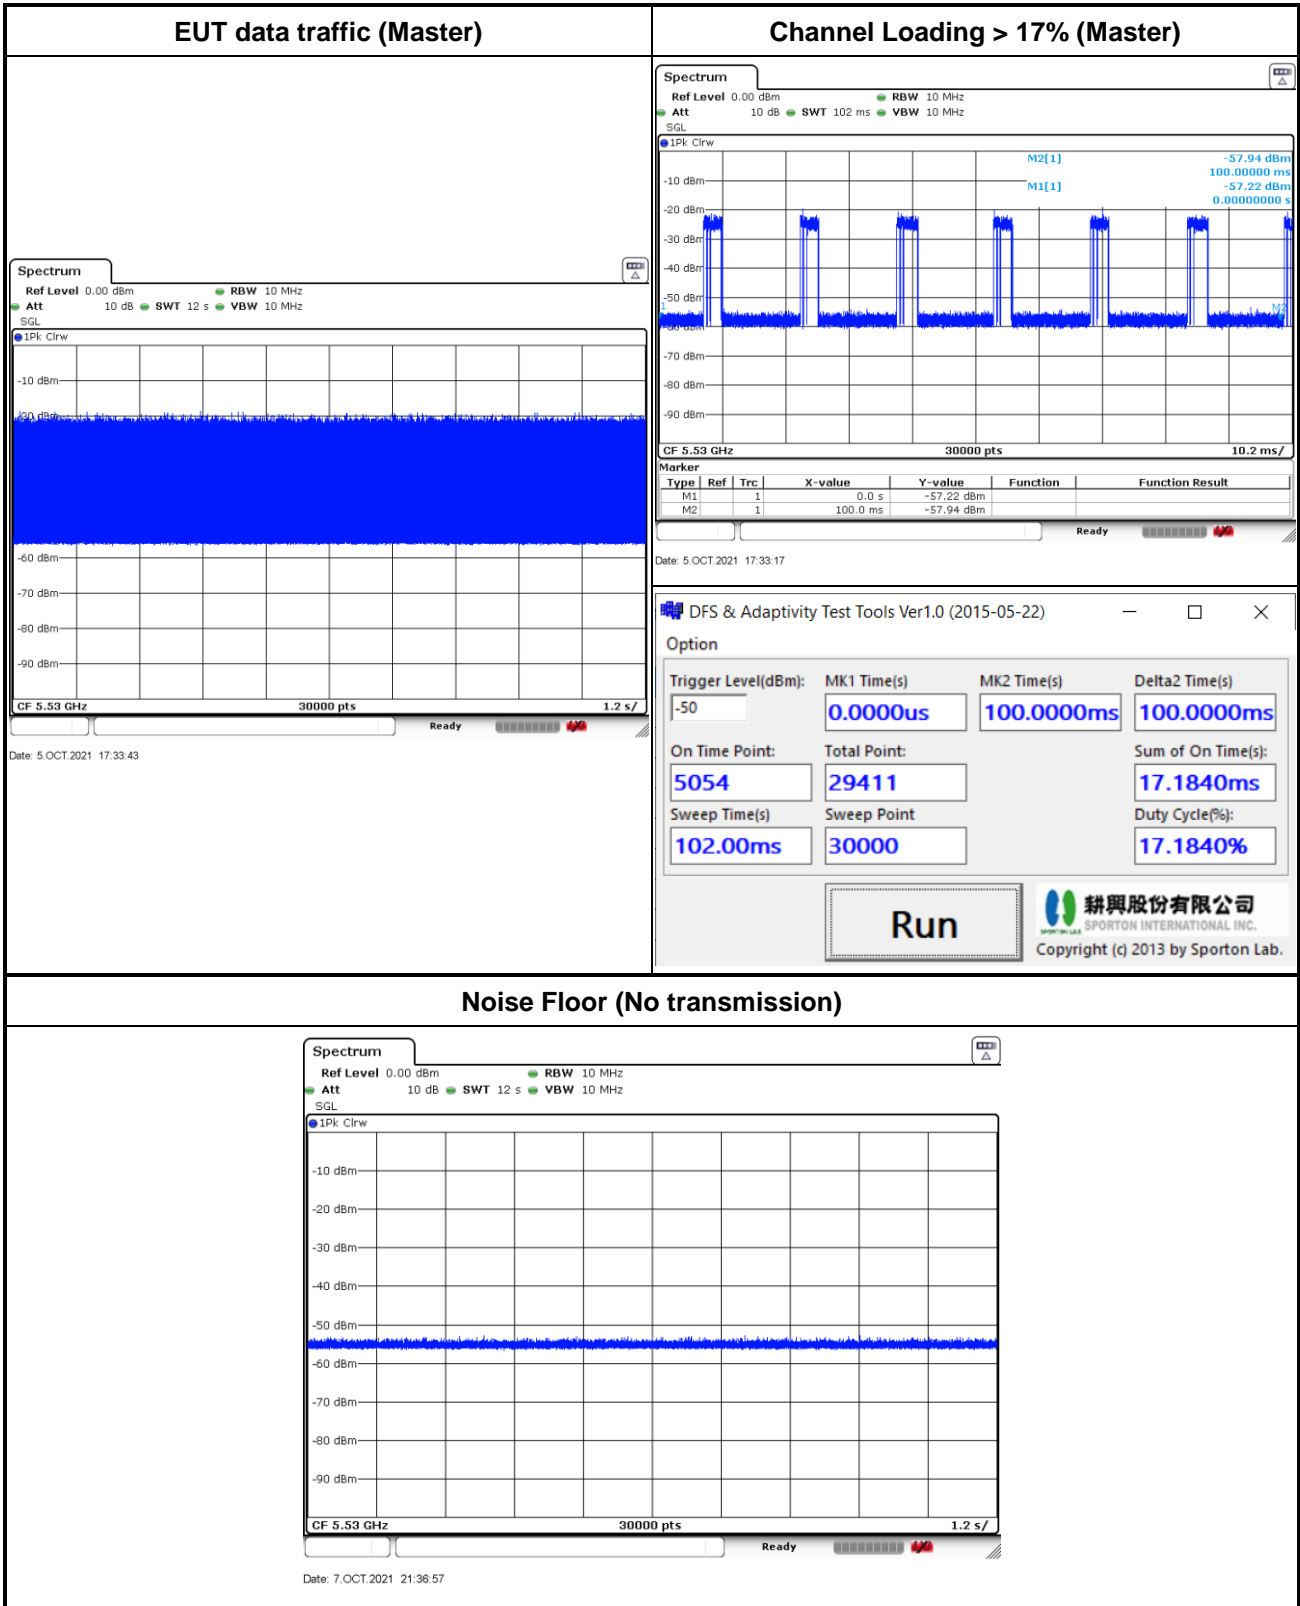 EUT data traffic (Master)
Spectrum
Ref Level 0.00 dBm RBW 10 MHz
Att 10 dB SWT 12 s VBW 10 MHz
SGL
1Pk Clrw
-10 dBm
-20 dBm
-60 dBm
-70 dBm
-80 dBm
-90 dBm
CF 5.53 GHz 30000 pts 1.2 s/
Ready
Date: 5.OCT.2021 17:33:43
Channel Loading > 17% (Master)
Spectrum
Ref Level 0.00 dBm RBW 10 MHz
Att 10 dB SWT 102 ms VBW 10 MHz
SGL
1Pk Clrw
M2[1] -57.94 dBm
100.00000 ms
M1[1] -57.22 dBm
0.00000000 s
-10 dBm
-20 dBm
-30 dBm
-40 dBm
-50 dBm
1 M2
-60 dBm
-70 dBm
-80 dBm
-90 dBm
CF 5.53 GHz 30000 pts 10.2 ms/
Marker
Type Ref Trc X-value Y-value Function Function Result
M1 1 0.0 s -57.22 dBm
M2 1 100.0 ms -57.94 dBm
Ready
Date: 5.OCT.2021 17:33:17
DFS & Adaptivity Test Tools Ver1.0 (2015-05-22)
Option
Trigger Level(dBm): MK1 Time(s) MK2 Time(s) Delta2 Time(s)
-50 0.0000us 100.0000ms 100.0000ms
On Time Point: Total Point: Sum of On Time(s):
5054 29411 17.1840ms
Sweep Time(s) Sweep Point Duty Cycle(%):
102.00ms 30000 17.1840%
Run
耕興股份有限公司
SPORTON LAB. SPORTON INTERNATIONAL INC.
Copyright (c) 2013 by Sporton Lab.
Noise Floor (No transmission)
Spectrum
Ref Level 0.00 dBm RBW 10 MHz
Att 10 dB SWT 12 s VBW 10 MHz
SGL
1Pk Clrw
-10 dBm
-20 dBm
-30 dBm
-40 dBm
-50 dBm
-60 dBm
-70 dBm
-80 dBm
-90 dBm
CF 5.53 GHz 30000 pts 1.2 s/
Ready
Date: 7.OCT.2021 21:36:57